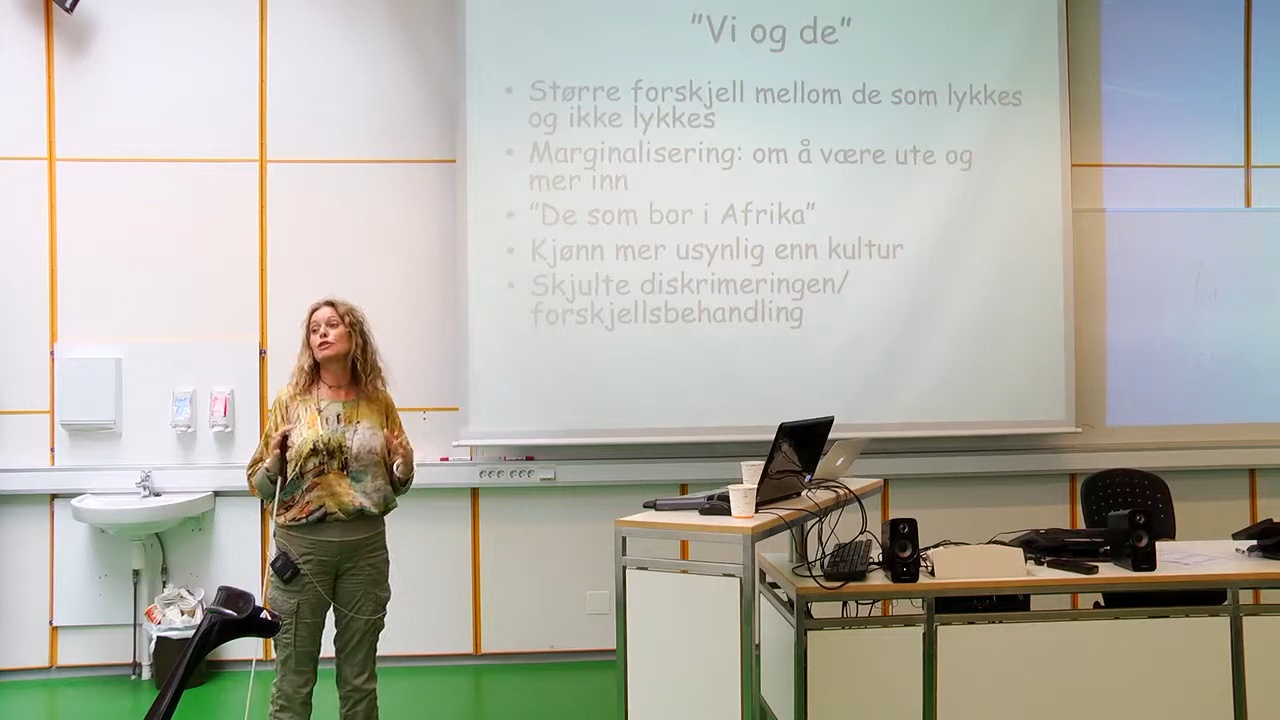 "Vi og de"
• Større forskjell mellom de som lykkes
og ikke lykkes
• Marginalisering: om å være ute og
mer inn
• "De som bor i Afrika"
• Kjønn mer usynlig enn kultur
• Skjulte diskrimeringen/
forskjellsbehandling